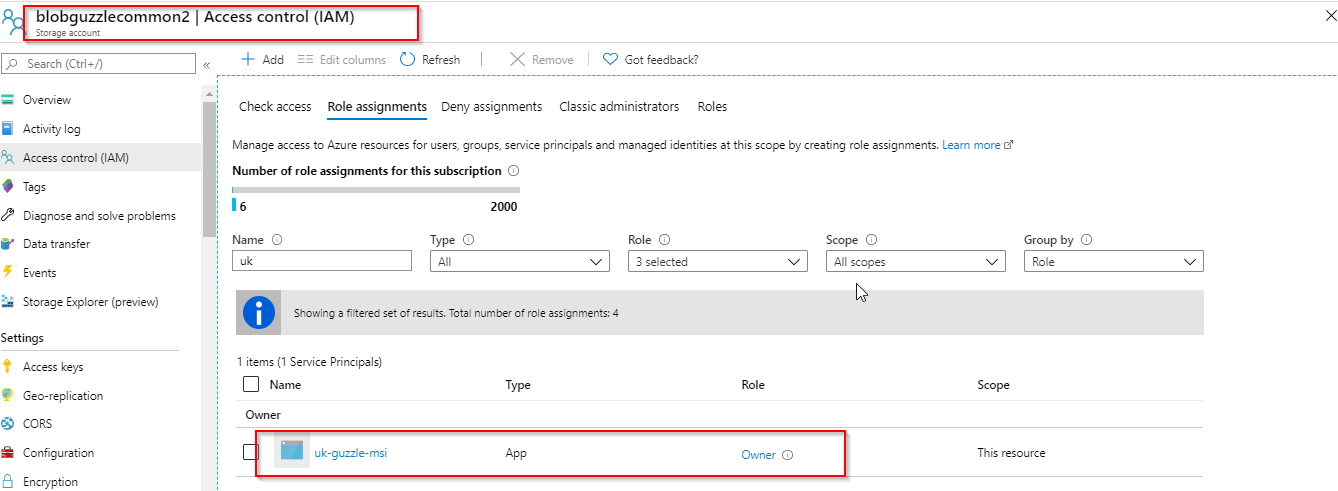 blobguzzlecommon2 | Access control (IAM)
Storage account
Search (Ctrl+/)
Add Edit columns Refresh Remove Got feedback?
Overview
Activity log
Access control (IAM)
Tags
Diagnose and solve problems
Data transfer
Events
Storage Explorer (preview)
Settings
Access keys
Geo-replication
CORS
Configuration
Encryption
Check access Role assignments Deny assignments Classic administrators Roles
Manage access to Azure resources for users, groups, service principals and managed identities at this scope by creating role assignments. Learn more
Number of role assignments for this subscription
6 2000
Name Type Role Scope Group by
uk All 3 selected All scopes Role
Showing a filtered set of results. Total number of role assignments: 4
1 items (1 Service Principals)
Name Type Role Scope
Owner
uk-guzzle-msi App Owner This resource